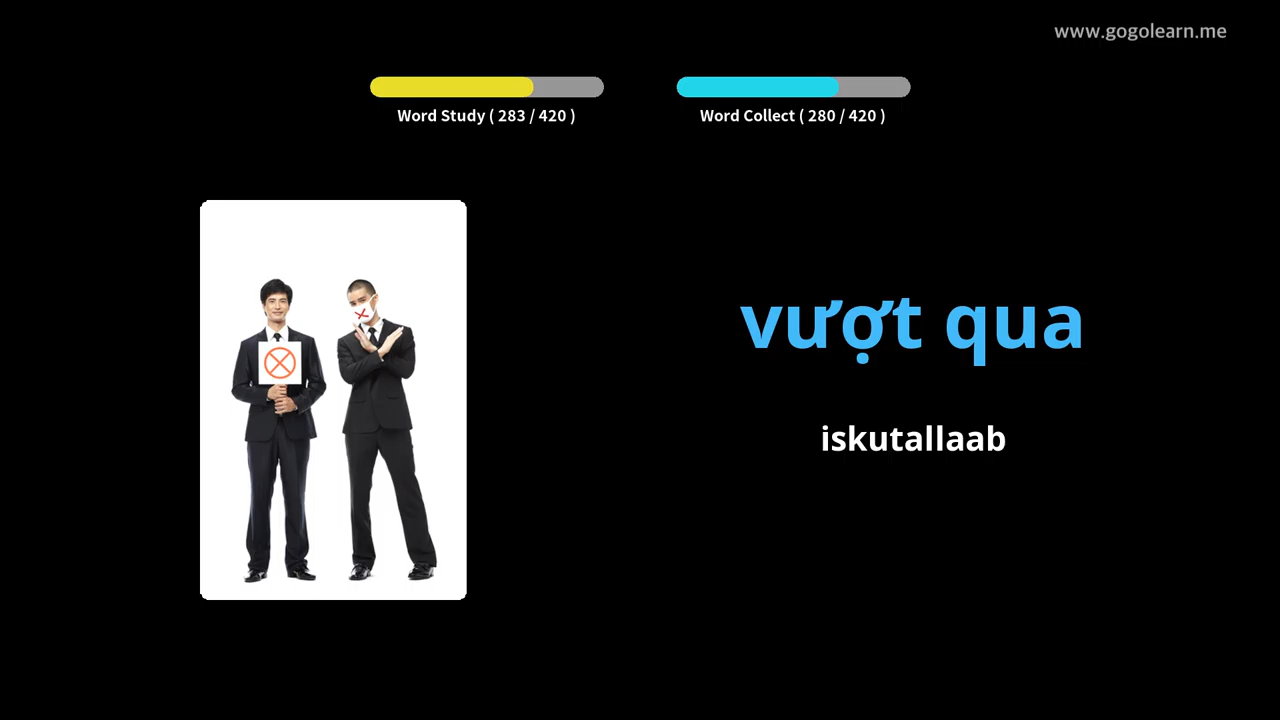 www.gogolearn.me
Word Study ( 283 / 420 )
Word Collect ( 280 / 420 )
vượt qua
iskutallaab